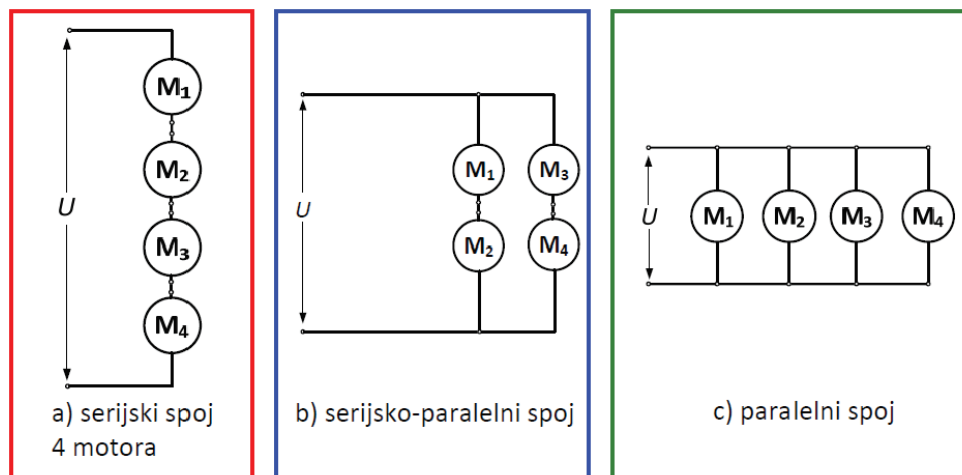 U
M₁
M₂
M₃
M₄
a) serijski spoj
4 motora
U
M₁
M₃
M₂
M₄
b) serijsko-paralelni spoj
U
M₁
M₂
M₃
M₄
c) paralelni spoj